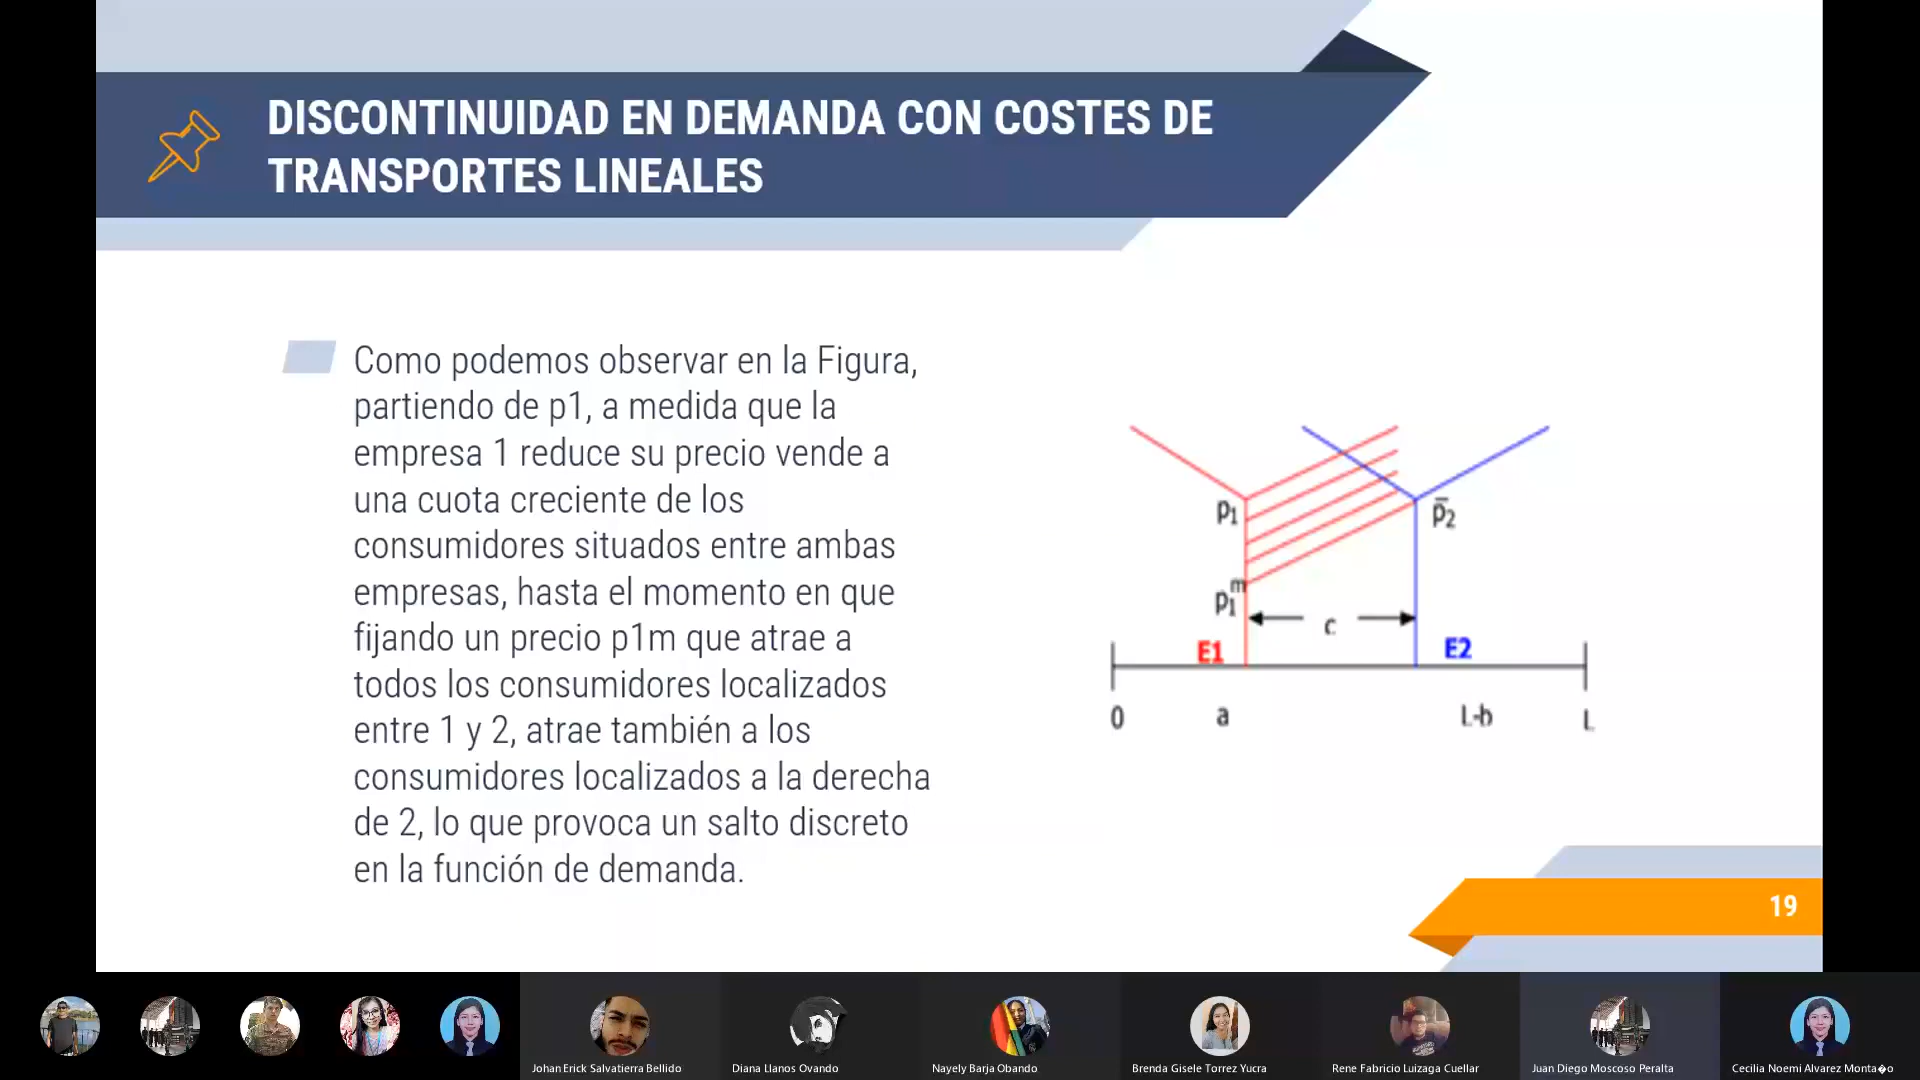 DISCONTINUIDAD EN DEMANDA CON COSTES DE
TRANSPORTES LINEALES
Como podemos observar en la Figura,
partiendo de p1, a medida que la
empresa 1 reduce su precio vende a
una cuota creciente de los
consumidores situados entre ambas
empresas, hasta el momento en que
fijando un precio p1m que atrae a
todos los consumidores localizados
entre 1 y 2, atrae también a los
consumidores localizados a la derecha
de 2, lo que provoca un salto discreto
en la función de demanda.
p1
p̄2
p1m
c
E1
E2
0
a
L-b
L
19
Johan Erick Salvatierra Bellido
Diana Llanos Ovando
Nayely Barja Obando
Brenda Gisele Torrez Yucra
Rene Fabricio Luizaga Cuellar
Juan Diego Moscoso Peralta
Cecilia Noemi Alvarez Monta�o